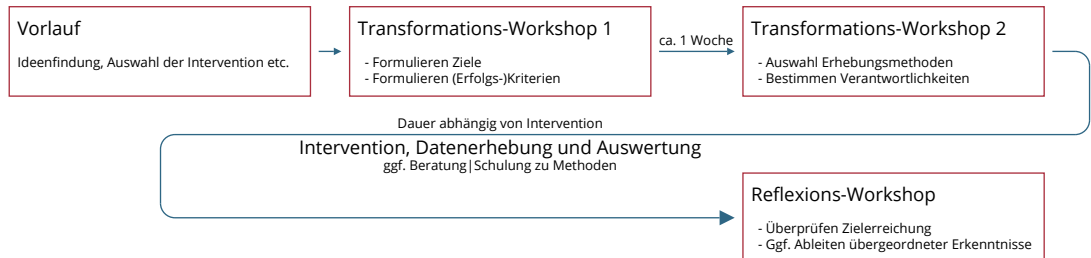 Vorlauf
Ideenfindung, Auswahl der Intervention etc.
Transformations-Workshop 1
- Formulieren Ziele
- Formulieren (Erfolgs-)Kriterien
ca. 1 Woche
Transformations-Workshop 2
- Auswahl Erhebungsmethoden
- Bestimmen Verantwortlichkeiten
Dauer abhängig von Intervention
Intervention, Datenerhebung und Auswertung
ggf. Beratung|Schulung zu Methoden
Reflexions-Workshop
- Überprüfen Zielerreichung
- Ggf. Ableiten übergeordneter Erkenntnisse